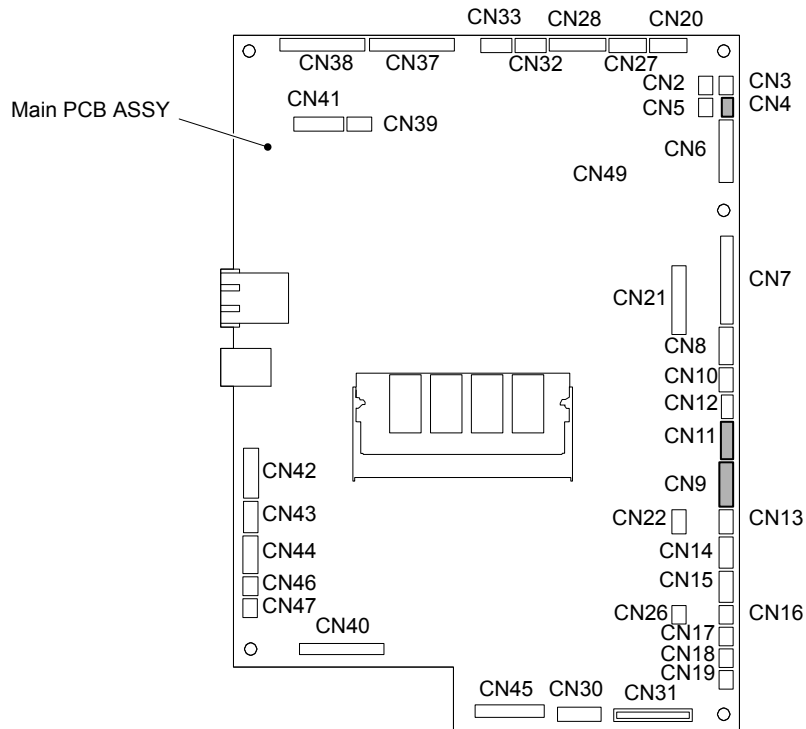 CN33 CN28 CN20
CN38 CN37 CN32 CN27
CN2 CN3
CN41 CN5 CN4
Main PCB ASSY CN39
CN6
CN49
CN7
CN21
CN8
CN10
CN12
CN11
CN42 CN9
CN43 CN22 CN13
CN44 CN14
CN46 CN15
CN47 CN26 CN16
CN40 CN17
CN18
CN19
CN45 CN30 CN31